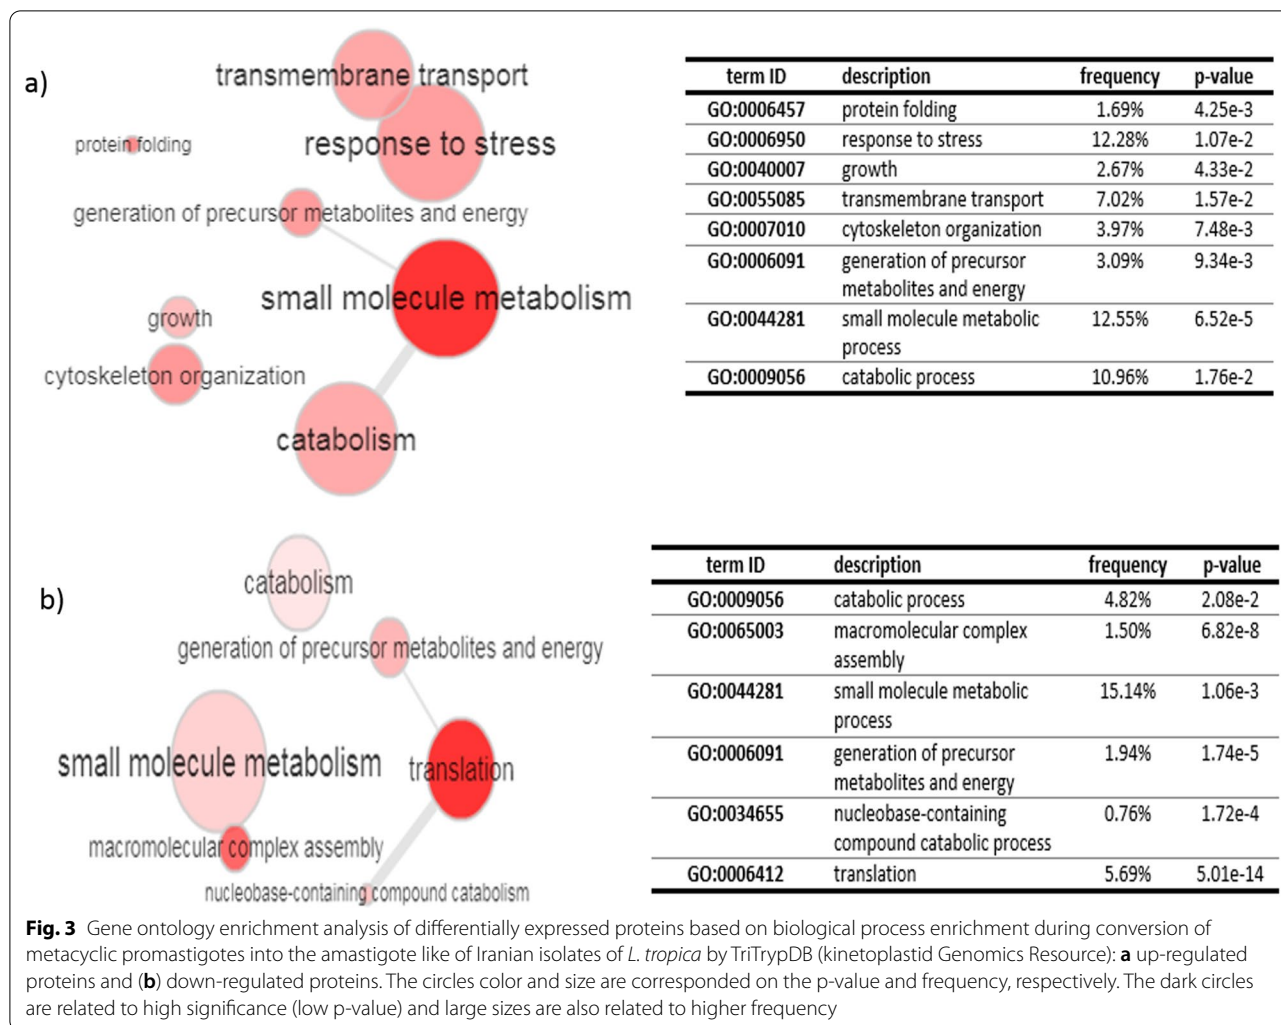 a)
transmembrane transport
response to stress
protein folding
generation of precursor metabolites and energy
small molecule metabolism
growth
cytoskeleton organization
catabolism
term ID description frequency p-value
GO:0006457 protein folding 1.69% 4.25e-3
GO:0006950 response to stress 12.28% 1.07e-2
GO:0040007 growth 2.67% 4.33e-2
GO:0055085 transmembrane transport 7.02% 1.57e-2
GO:0007010 cytoskeleton organization 3.97% 7.48e-3
GO:0006091 generation of precursor 3.09% 9.34e-3
metabolites and energy
GO:0044281 small molecule metabolic 12.55% 6.52e-5
process
GO:0009056 catabolic process 10.96% 1.76e-2
b)
catabolism
generation of precursor metabolites and energy
small molecule metabolism
translation
macromolecular complex assembly
nucleobase-containing compound catabolism
term ID description frequency p-value
GO:0009056 catabolic process 4.82% 2.08e-2
GO:0065003 macromolecular complex 1.50% 6.82e-8
assembly
GO:0044281 small molecule metabolic 15.14% 1.06e-3
process
GO:0006091 generation of precursor 1.94% 1.74e-5
metabolites and energy
GO:0034655 nucleobase-containing 0.76% 1.72e-4
compound catabolic process
GO:0006412 translation 5.69% 5.01e-14
Fig. 3 Gene ontology enrichment analysis of differentially expressed proteins based on biological process enrichment during conversion of
metacyclic promastigotes into the amastigote like of Iranian isolates of L. tropica by TriTrypDB (kinetoplastid Genomics Resource): a up-regulated
proteins and (b) down-regulated proteins. The circles color and size are corresponded on the p-value and frequency, respectively. The dark circles
are related to high significance (low p-value) and large sizes are also related to higher frequency